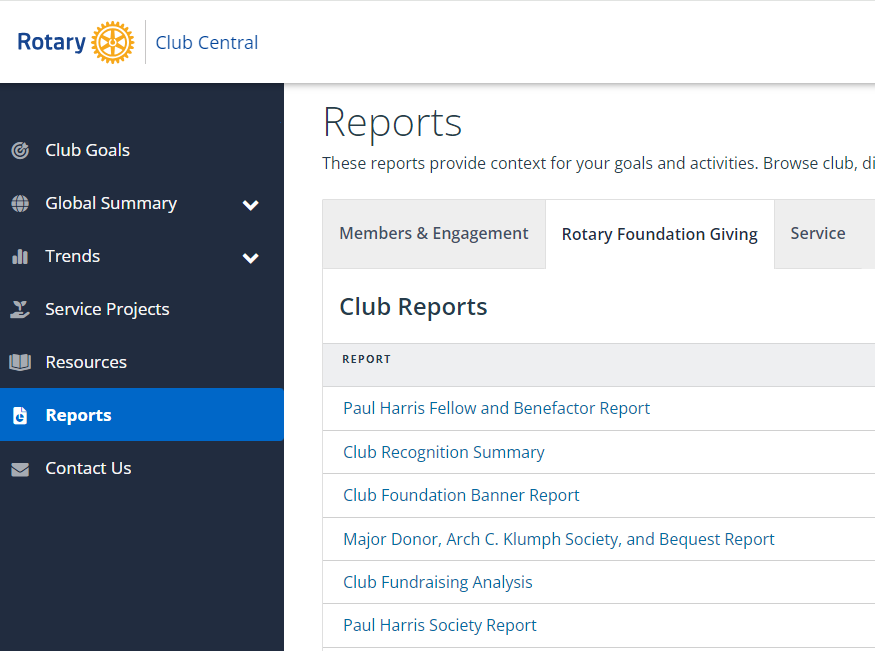 Rotary
Club Central
Club Goals
Global Summary
Trends
Service Projects
Resources
Reports
Contact Us
Reports
These reports provide context for your goals and activities. Browse club, di
Members & Engagement
Rotary Foundation Giving
Service
Club Reports
REPORT
Paul Harris Fellow and Benefactor Report
Club Recognition Summary
Club Foundation Banner Report
Major Donor, Arch C. Klumph Society, and Bequest Report
Club Fundraising Analysis
Paul Harris Society Report